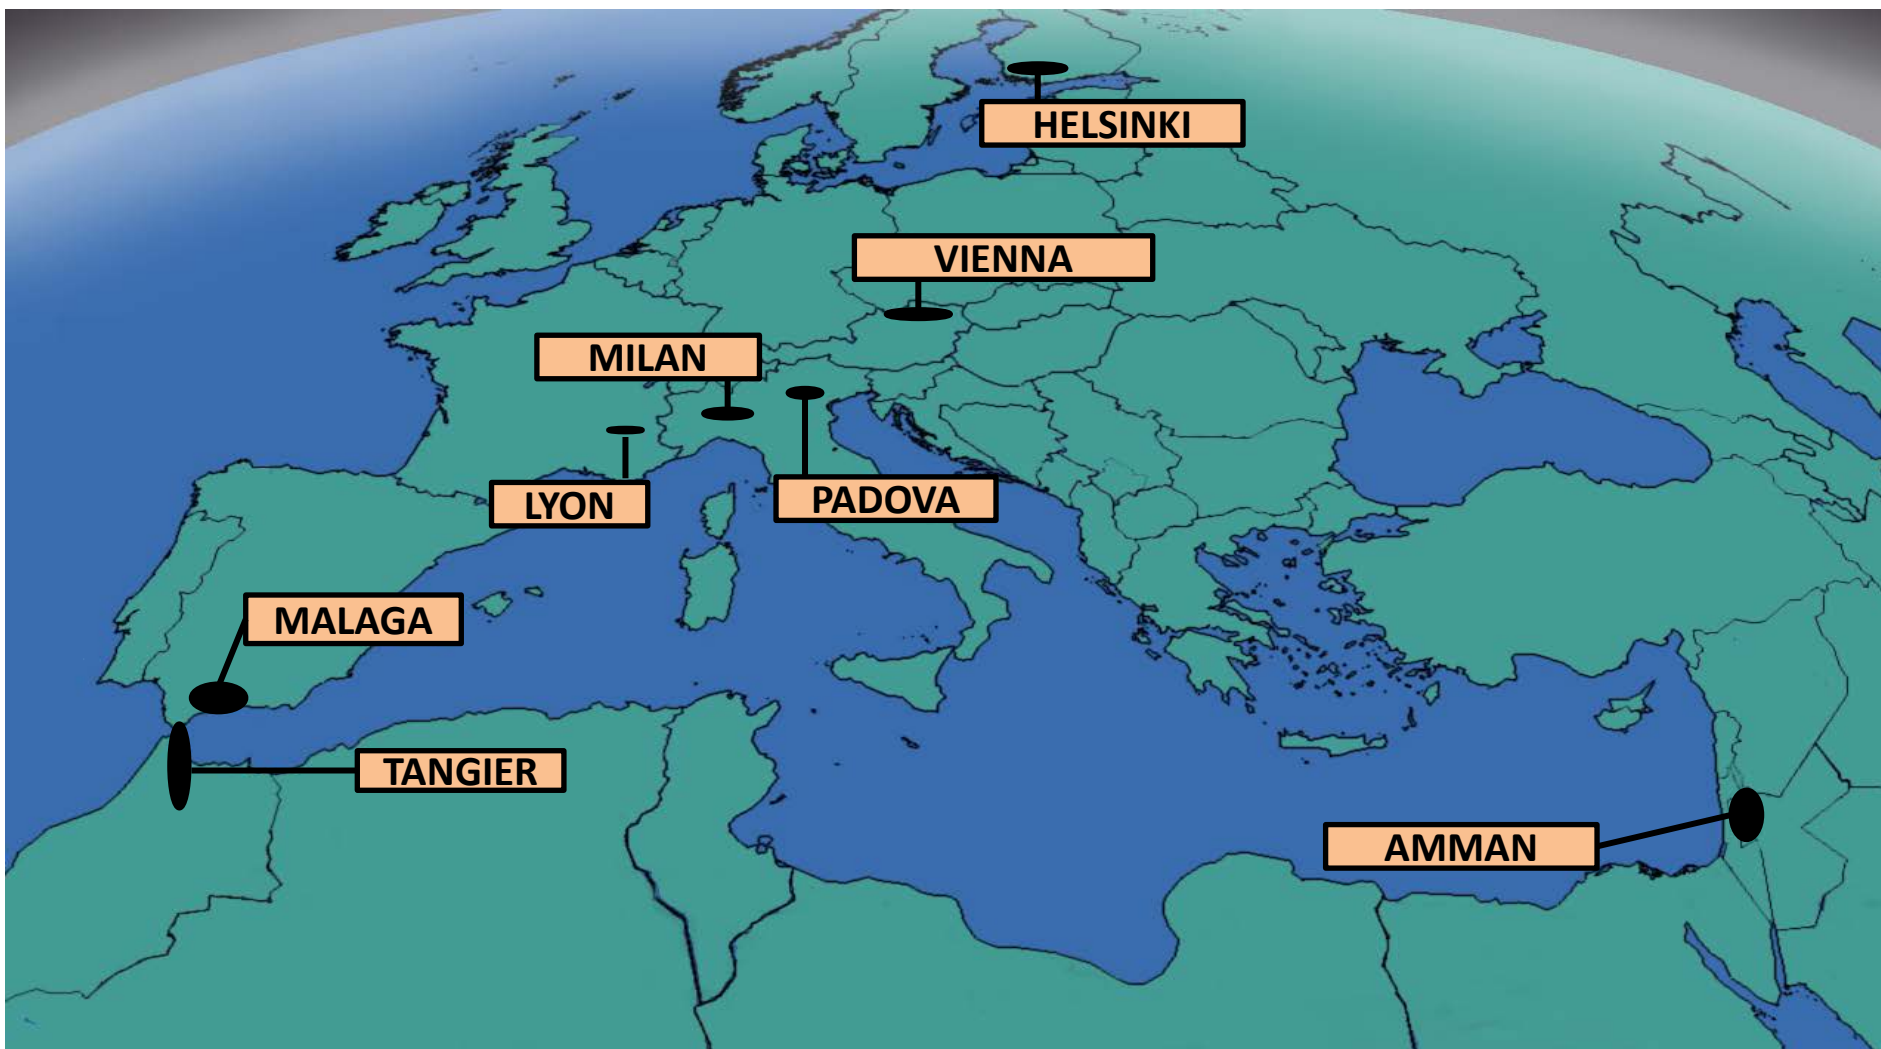 HELSINKI
VIENNA
MILAN
LYON
PADOVA
MALAGA
TANGIER
AMMAN